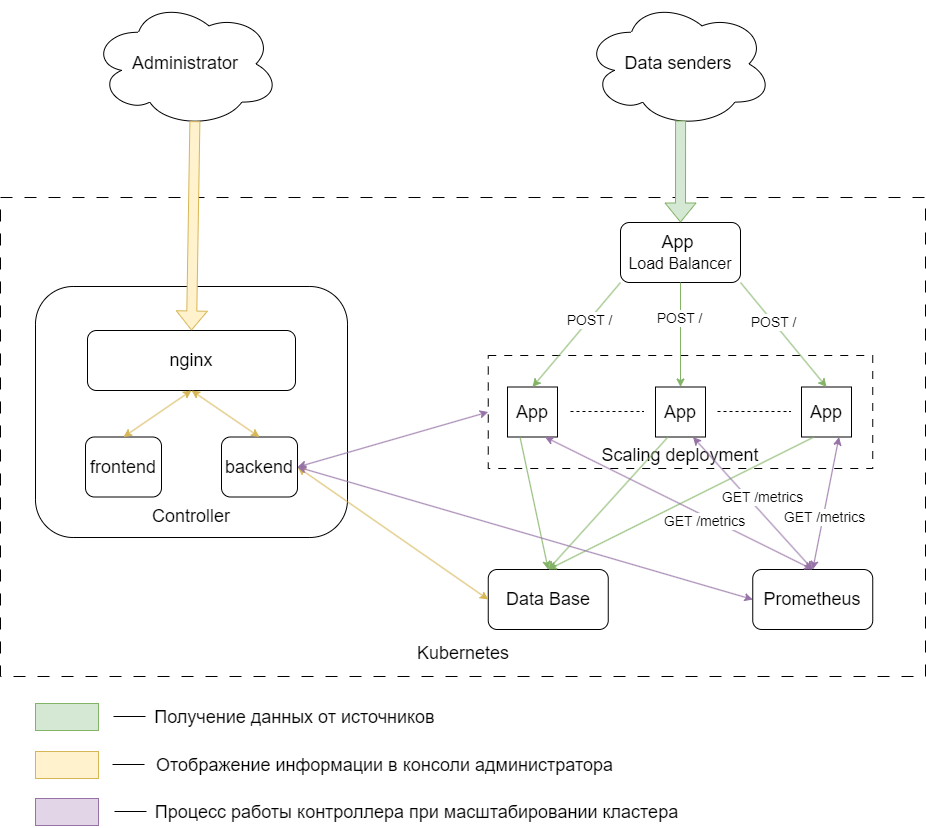 Administrator
Data senders
App
Load Balancer
POST /
POST /
POST /
nginx
App
App
App
frontend
backend
Scaling deployment
Controller
GET /metrics
GET /metrics
GET /metrics
Data Base
Prometheus
Kubernetes
Получение данных от источников
Отображение информации в консоли администратора
Процесс работы контроллера при масштабировании кластера